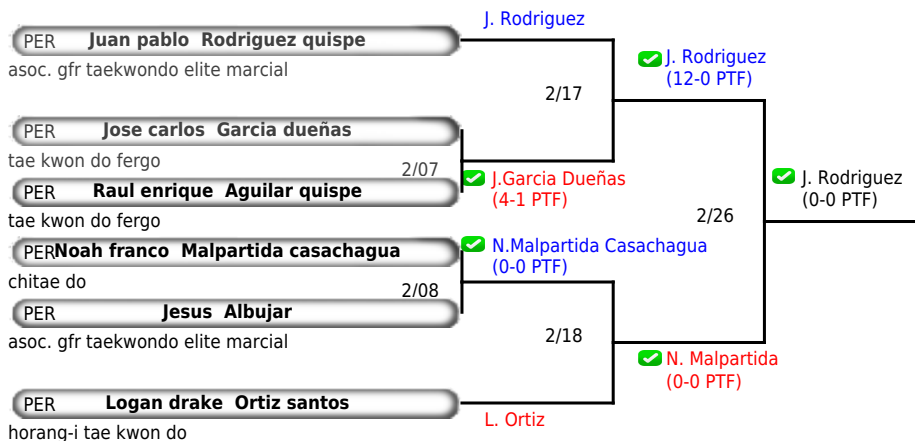 J. Rodriguez
PER Juan pablo Rodriguez quispe
asoc. gfr taekwondo elite marcial
J. Rodriguez
(12-0 PTF)
2/17
PER Jose carlos Garcia dueñas
tae kwon do fergo
2/07
J.Garcia Dueñas
(4-1 PTF)
PER Raul enrique Aguilar quispe
tae kwon do fergo
J. Rodriguez
(0-0 PTF)
2/26
PER Noah franco Malpartida casachagua
chitae do
N.Malpartida Casachagua
(0-0 PTF)
2/08
PER Jesus Albujar
asoc. gfr taekwondo elite marcial
2/18
N. Malpartida
(0-0 PTF)
PER Logan drake Ortiz santos
horang-i tae kwon do
L. Ortiz